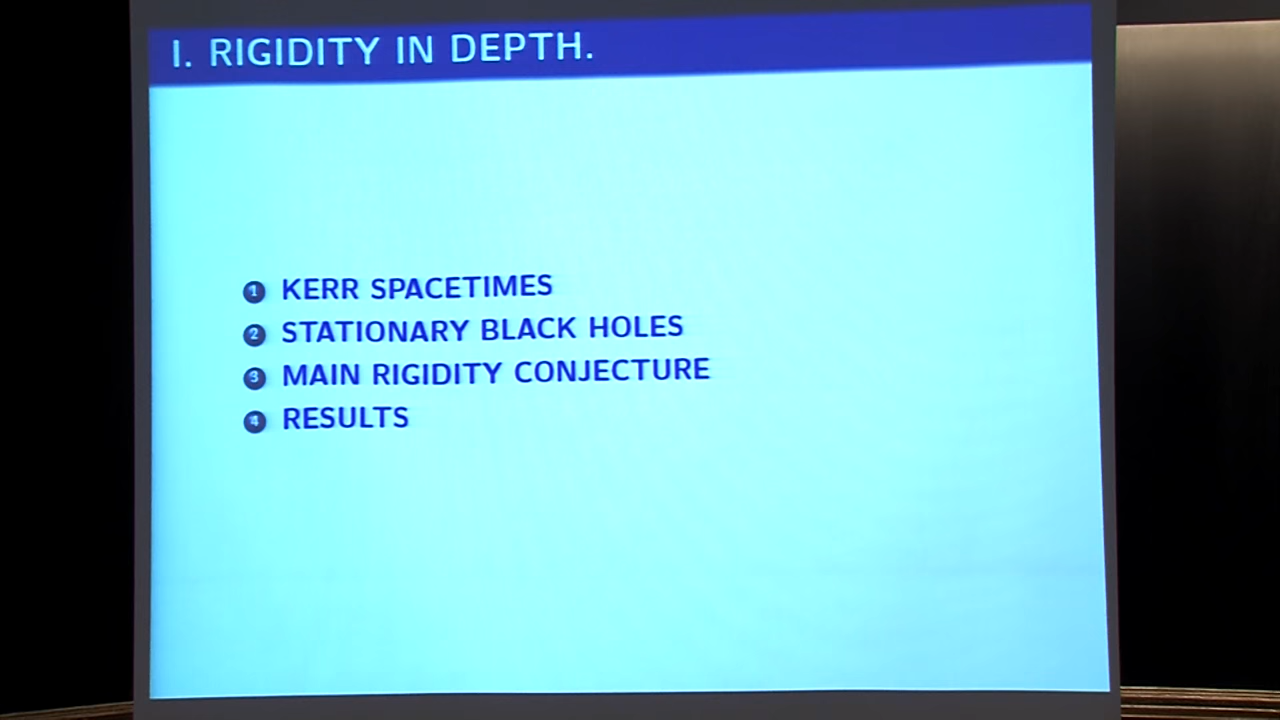 I. RIGIDITY IN DEPTH.
1 KERR SPACETIMES
2 STATIONARY BLACK HOLES
3 MAIN RIGIDITY CONJECTURE
4 RESULTS